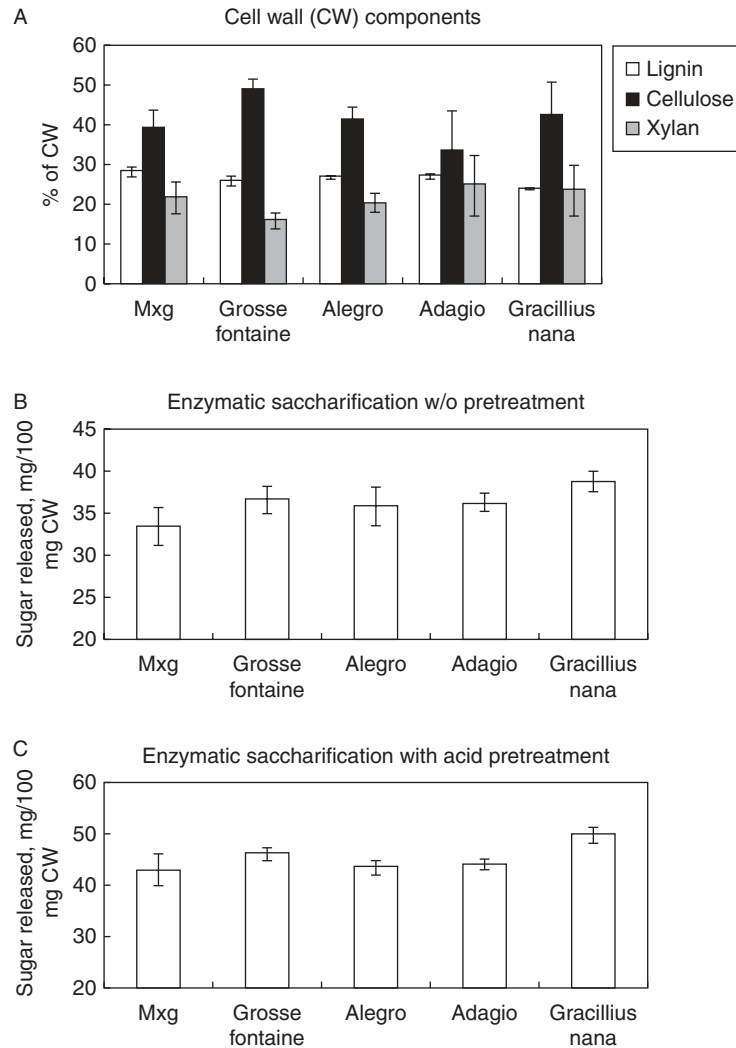 A
Cell wall (CW) components
60
50
40
30
20
10
0
% of CW
Lignin
Cellulose
Xylan
Mxg
Grosse
fontaine
Alegro
Adagio
Gracillius
nana
B
Enzymatic saccharification w/o pretreatment
45
40
35
30
25
20
Sugar released, mg/100
mg CW
Mxg
Grosse
fontaine
Alegro
Adagio
Gracillius
nana
C
Enzymatic saccharification with acid pretreatment
60
50
40
30
20
Sugar released, mg/100
mg CW
Mxg
Grosse
fontaine
Alegro
Adagio
Gracillius
nana